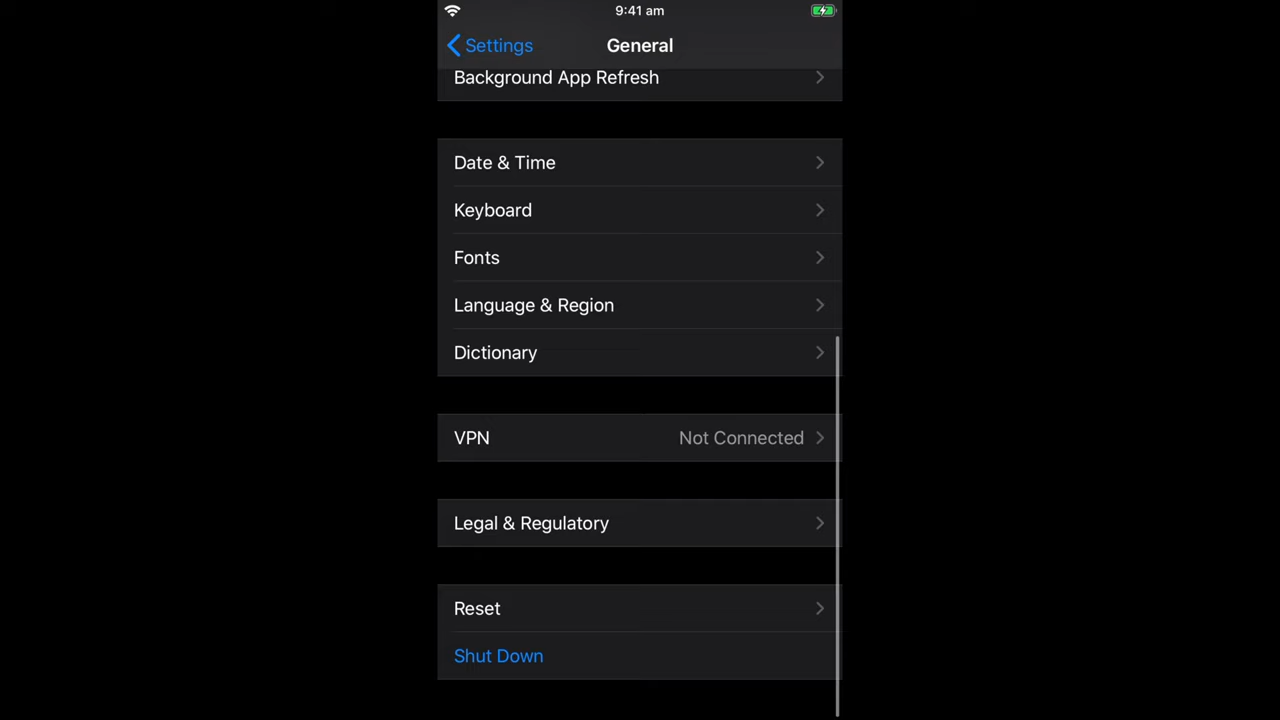 9:41 am
Settings
General
Background App Refresh
Date & Time
Keyboard
Fonts
Language & Region
Dictionary
VPN Not Connected
Legal & Regulatory
Reset
Shut Down